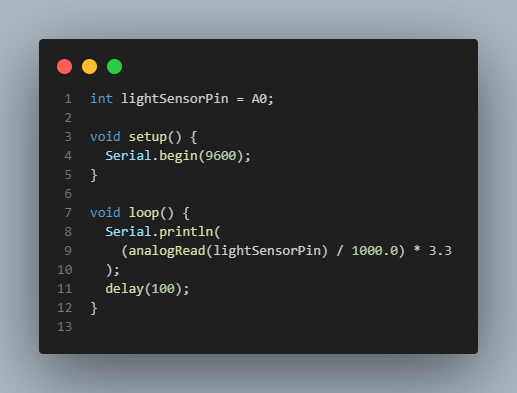 1 int lightSensorPin = A0;
2
3 void setup() {
4   Serial.begin(9600);
5 }
6
7 void loop() {
8   Serial.println(
9     (analogRead(lightSensorPin) / 1000.0) * 3.3
10   );
11   delay(100);
12 }
13